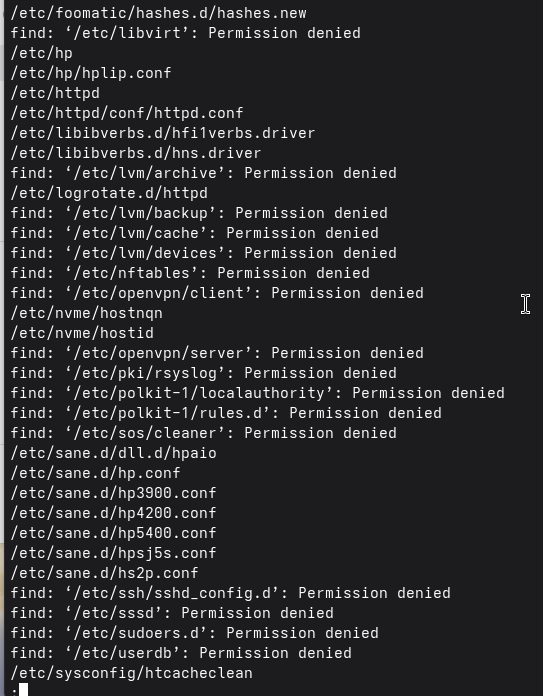 /etc/foomatic/hashes.d/hashes.new
find: ‘/etc/libvirt’: Permission denied
/etc/hp
/etc/hp/hplip.conf
/etc/httpd
/etc/httpd/conf/httpd.conf
/etc/libibverbs.d/hfi1verbs.driver
/etc/libibverbs.d/hns.driver
find: ‘/etc/lvm/archive’: Permission denied
/etc/logrotate.d/httpd
find: ‘/etc/lvm/backup’: Permission denied
find: ‘/etc/lvm/cache’: Permission denied
find: ‘/etc/lvm/devices’: Permission denied
find: ‘/etc/nftables’: Permission denied
find: ‘/etc/openvpn/client’: Permission denied
/etc/nvme/hostnqn
/etc/nvme/hostid
find: ‘/etc/openvpn/server’: Permission denied
find: ‘/etc/pki/rsyslog’: Permission denied
find: ‘/etc/polkit-1/localauthority’: Permission denied
find: ‘/etc/polkit-1/rules.d’: Permission denied
find: ‘/etc/sos/cleaner’: Permission denied
/etc/sane.d/dll.d/hpaio
/etc/sane.d/hp.conf
/etc/sane.d/hp3900.conf
/etc/sane.d/hp4200.conf
/etc/sane.d/hp5400.conf
/etc/sane.d/hpsj5s.conf
/etc/sane.d/hs2p.conf
find: ‘/etc/ssh/sshd_config.d’: Permission denied
find: ‘/etc/sssd’: Permission denied
find: ‘/etc/sudoers.d’: Permission denied
find: ‘/etc/userdb’: Permission denied
/etc/sysconfig/htcacheclean
: